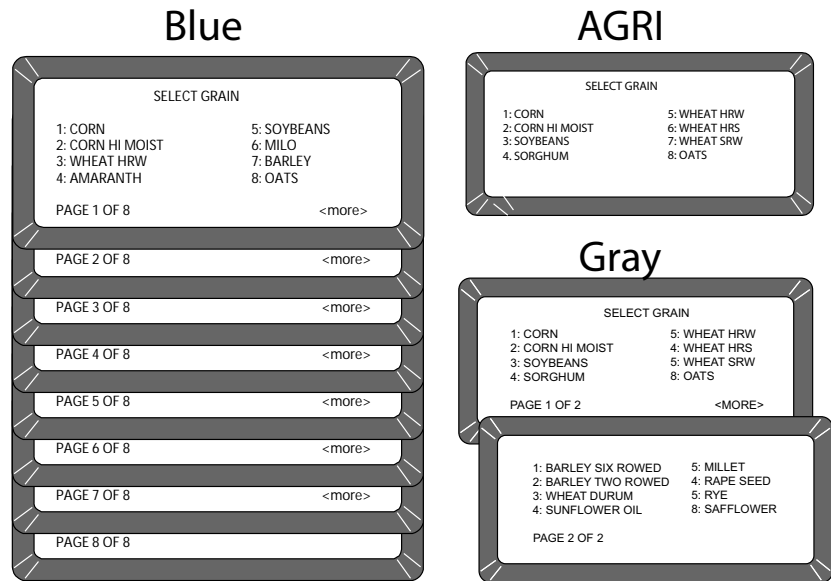 Blue
SELECT GRAIN
1: CORN 5: SOYBEANS
2: CORN HI MOIST 6: MILO
3: WHEAT HRW 7: BARLEY
4: AMARANTH 8: OATS
PAGE 1 OF 8 <more>
PAGE 2 OF 8 <more>
PAGE 3 OF 8 <more>
PAGE 4 OF 8 <more>
PAGE 5 OF 8 <more>
PAGE 6 OF 8 <more>
PAGE 7 OF 8 <more>
PAGE 8 OF 8
AGRI
SELECT GRAIN
1: CORN 5: WHEAT HRW
2: CORN HI MOIST 6: WHEAT HRS
3: SOYBEANS 7: WHEAT SRW
4. SORGHUM 8: OATS
Gray
SELECT GRAIN
1: CORN 5: WHEAT HRW
2: CORN HI MOIST 4: WHEAT HRS
3: SOYBEANS 5: WHEAT SRW
4: SORGHUM 8: OATS
PAGE 1 OF 2 <MORE>
1: BARLEY SIX ROWED 5: MILLET
2: BARLEY TWO ROWED 4: RAPE SEED
3: WHEAT DURUM 5: RYE
4: SUNFLOWER OIL 8: SAFFLOWER
PAGE 2 OF 2